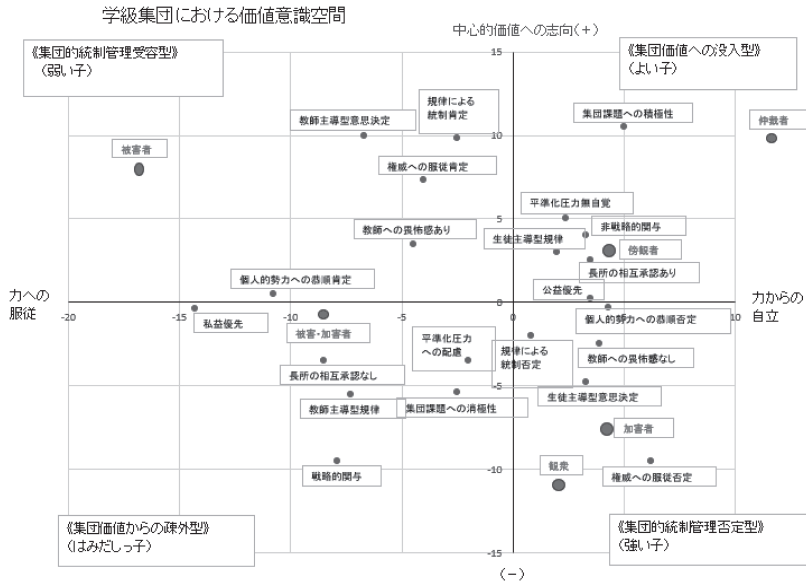 学級集団における価値意識空間
中心的価値への志向(+)
《集団的統制管理受容型》
(弱い子)
《集団価値への没入型》
(よい子)
15
教師主導型意思決定
規律による
統制肯定
集団課題への積極性
仲裁者
被害者
10
権威への服従肯定
平準化圧力無自覚
教師への畏怖感あり
5
生徒主導型規律
非戦略的関与
傍観者
長所の相互承認あり
個人的勢力への恭順肯定
公益優先
力への
服従
-20
-15
-10
-5
0
0
5
10
力からの
自立
私益優先
被害・加害者
平準化圧力
への配慮
規律による
統制否定
個人的勢力への恭順否定
教師への畏怖感なし
長所の相互承認なし
-5
教師主導型規律
集団課題への消極性
生徒主導型意思決定
加害者
戦略的関与
-10
観衆
権威への服従否定
《集団価値からの疎外型》
(はみだしっ子)
《集団的統制管理否定型》
(強い子)
-15
(-)